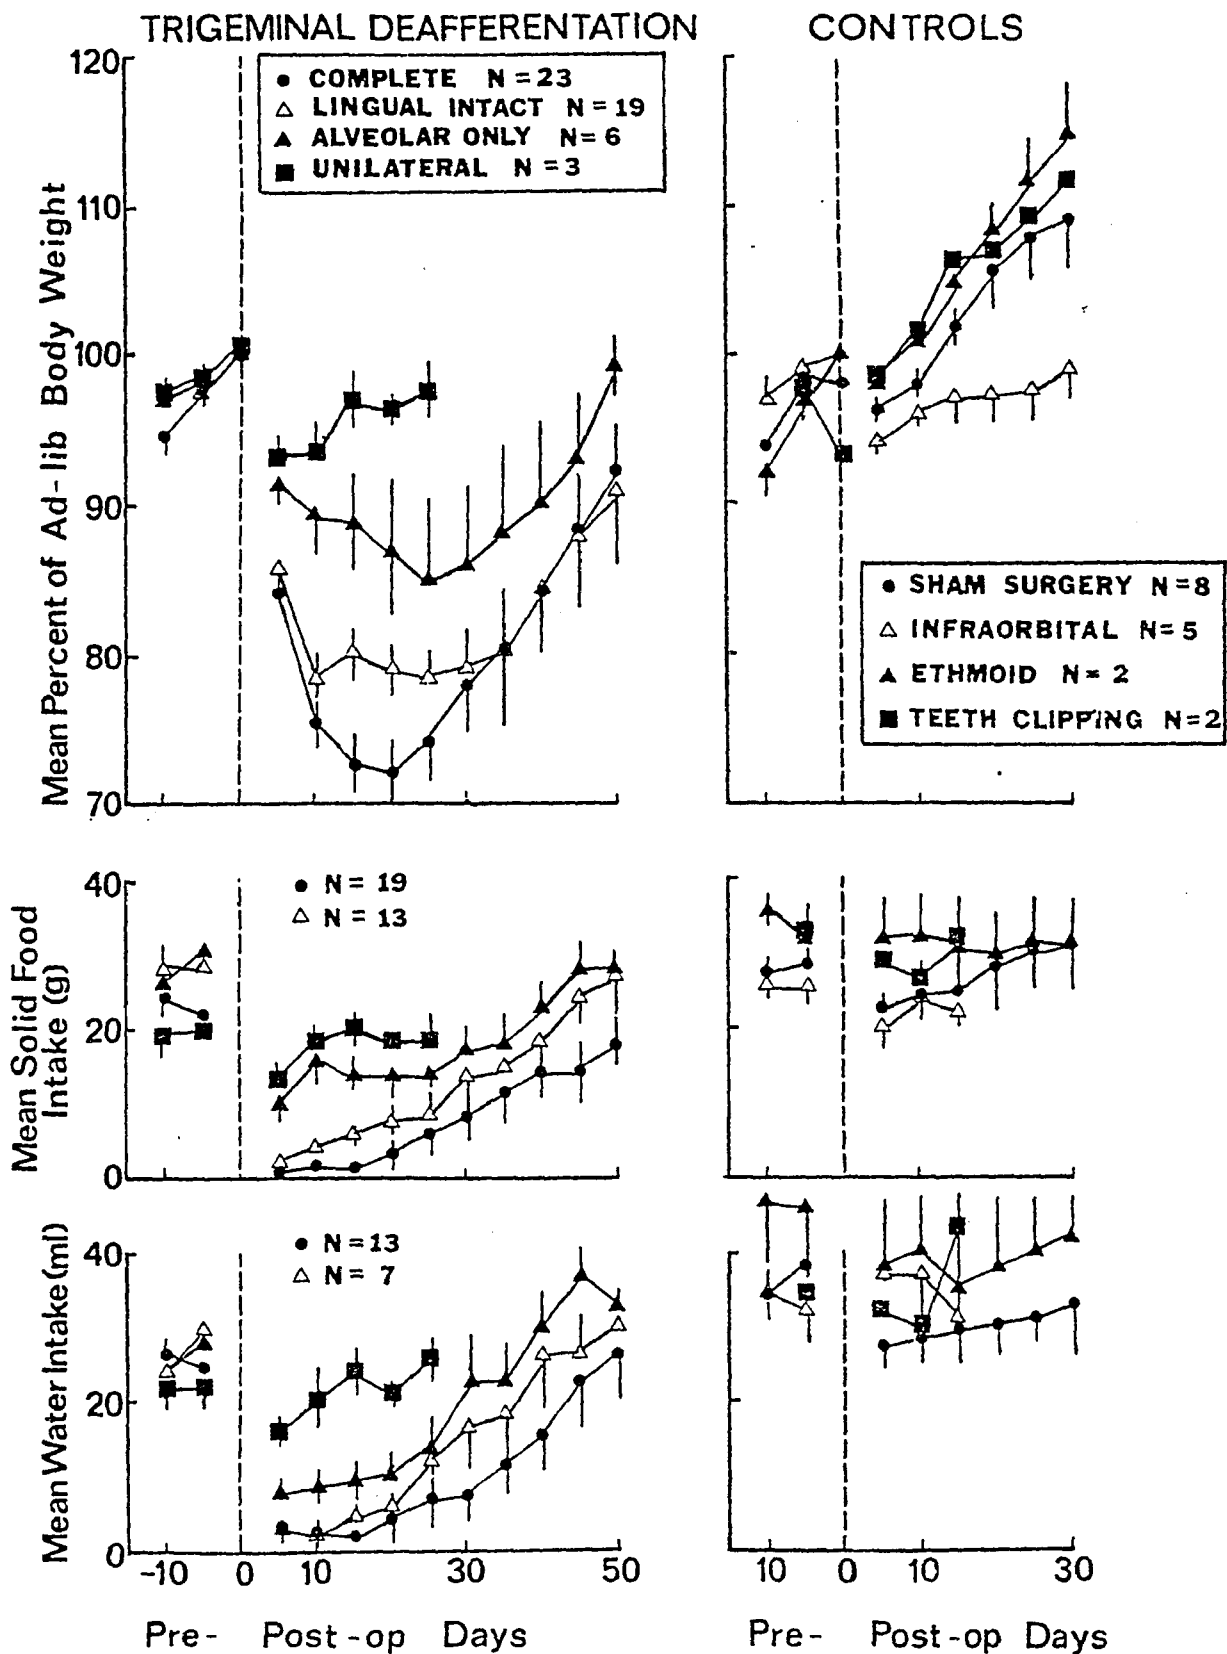 TRIGEMINAL DEAFFERENTATION
CONTROLS
120
110
100
90
80
70
Mean Percent of Ad-lib Body Weight
COMPLETE N=23
LINGUAL INTACT N=19
ALVEOLAR ONLY N=6
UNILATERAL N=3
SHAM SURGERY N=8
INFRAORBITAL N=5
ETHMOID N=2
TEETH CLIPPING N=2
40
20
0
Mean Solid Food
Intake (g)
N= 19
N= 13
40
20
0
Mean Water Intake (ml)
N=13
N= 7
-10 0 10 30 50
10 0 10 30
Pre- Post-op Days
Pre- Post-op Days